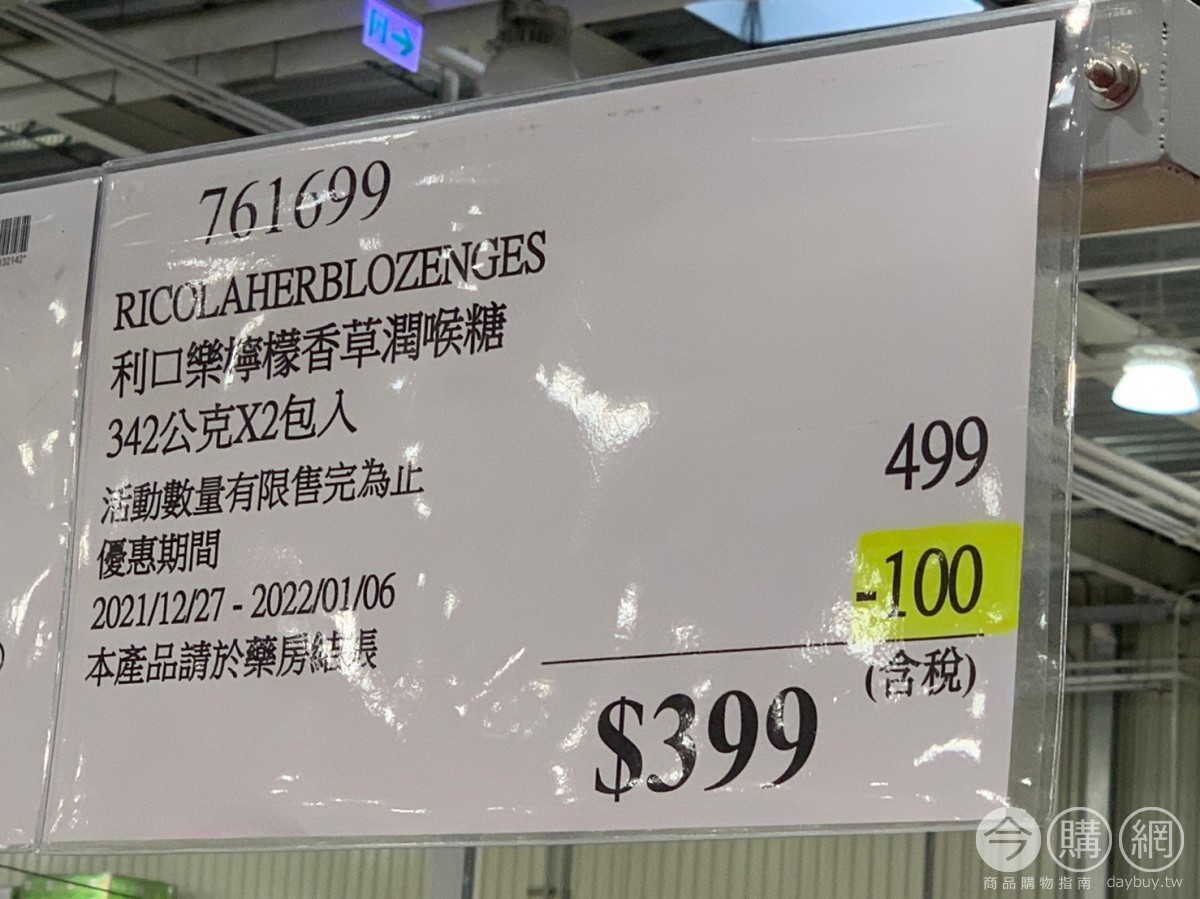 761699
RICOLAHERBLOZENGES
利口樂檸檬香草潤喉糖
342公克X2包入
活動數量有限售完為止
優惠期間
2021/12/27 - 2022/01/06
本產品請於藥房結帳
499
-100
(含稅)
$399
今購網
商品購物指南 daybuy.tw